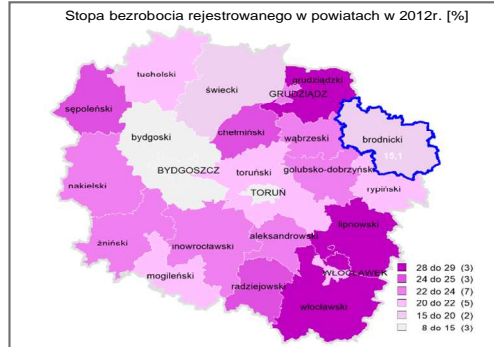 Stopa bezrobocia rejestrowanego w powiatach w 2012r. [%]
tucholski
świecki
grudziądzki
GRUDZIĄDZ
sępoleński
chełmiński
bydgoski
wąbrzeski
brodnicki
15,1
BYDGOSZCZ
toruński
golubsko-dobrzyński
nakielski
TORUŃ
rypiński
lipnowski
żniński
inowrocławski
aleksandrowski
mogileński
WŁOCŁAWEK
radziejowski
włocławski
28 do 29 (3)
24 do 25 (3)
22 do 24 (7)
20 do 22 (5)
15 do 20 (2)
8 do 15 (3)